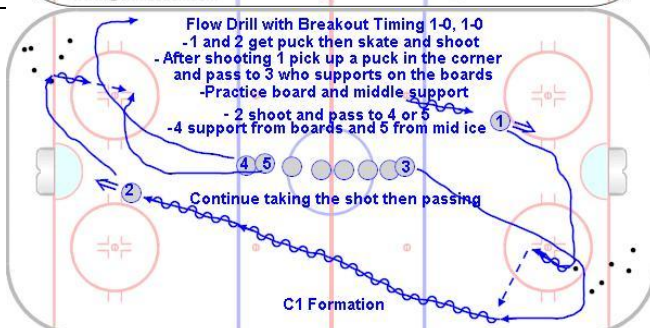 Flow Drill with Breakout Timing 1-0, 1-0
-1 and 2 get puck then skate and shoot
- After shooting 1 pick up a puck in the corner
and pass to 3 who supports on the boards
-Practice board and middle support
1
- 2 shoot and pass to 4 or 5
-4 support from boards and 5 from mid ice
4 5 3
2
Continue taking the shot then passing
C1 Formation